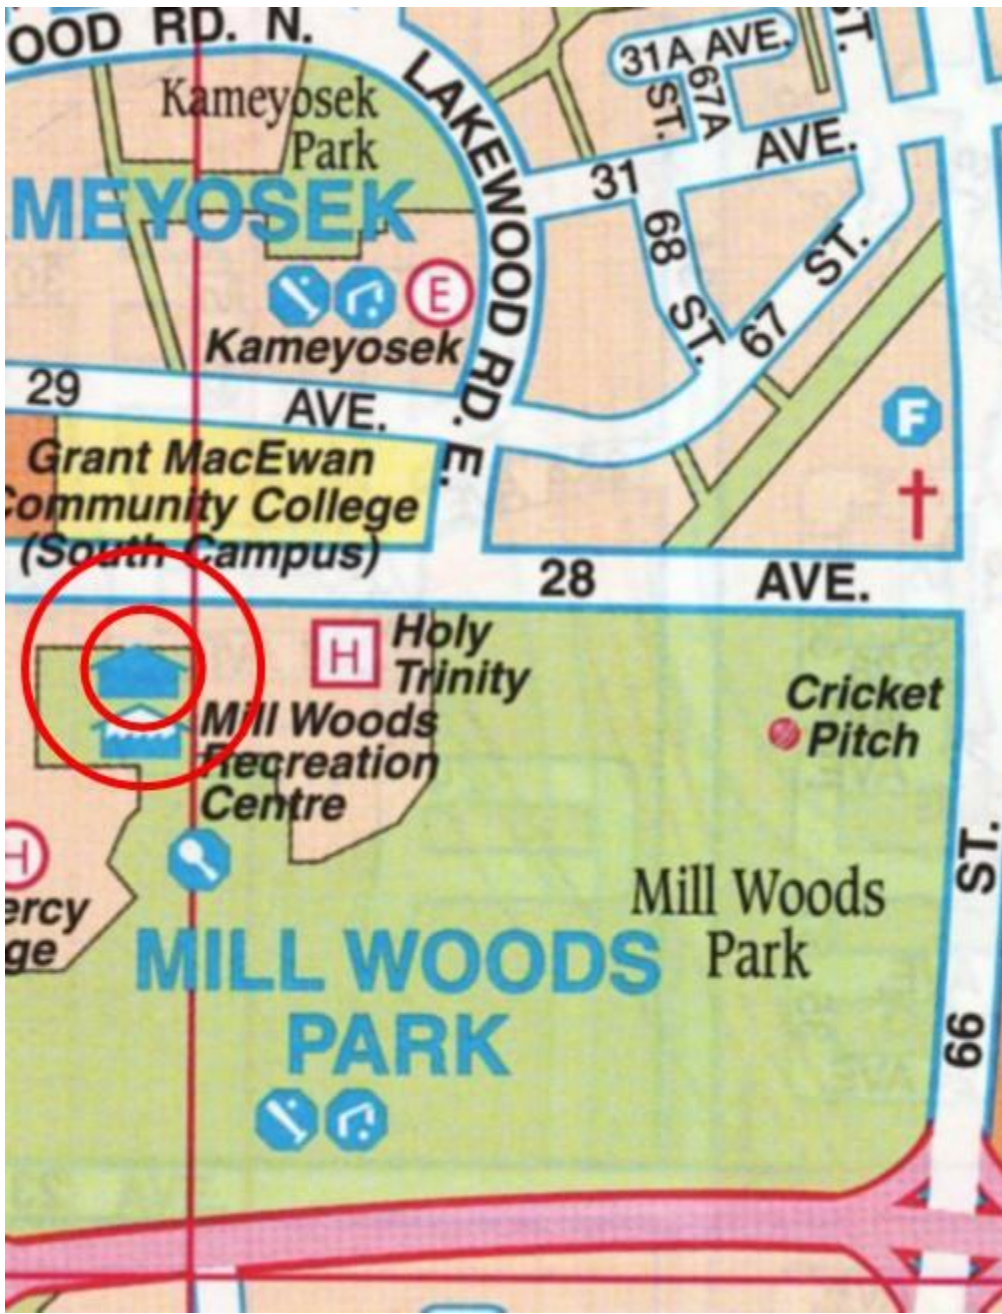 OOD RD. N.
Kameyosek
Park
MEYOSEK
LAKEWOOD RD. E.
31A AVE.
67A
ST.
ST.
31
AVE.
68
ST.
67
ST.
E
Kameyosek
29
AVE.
F
Grant MacEwan
Community College
(South Campus)
28
AVE.
H
Holy
Trinity
Mill Woods
Recreation
Centre
Cricket
Pitch
H
ercy
ge
Mill Woods
Park
MILL WOODS
PARK
66
ST.